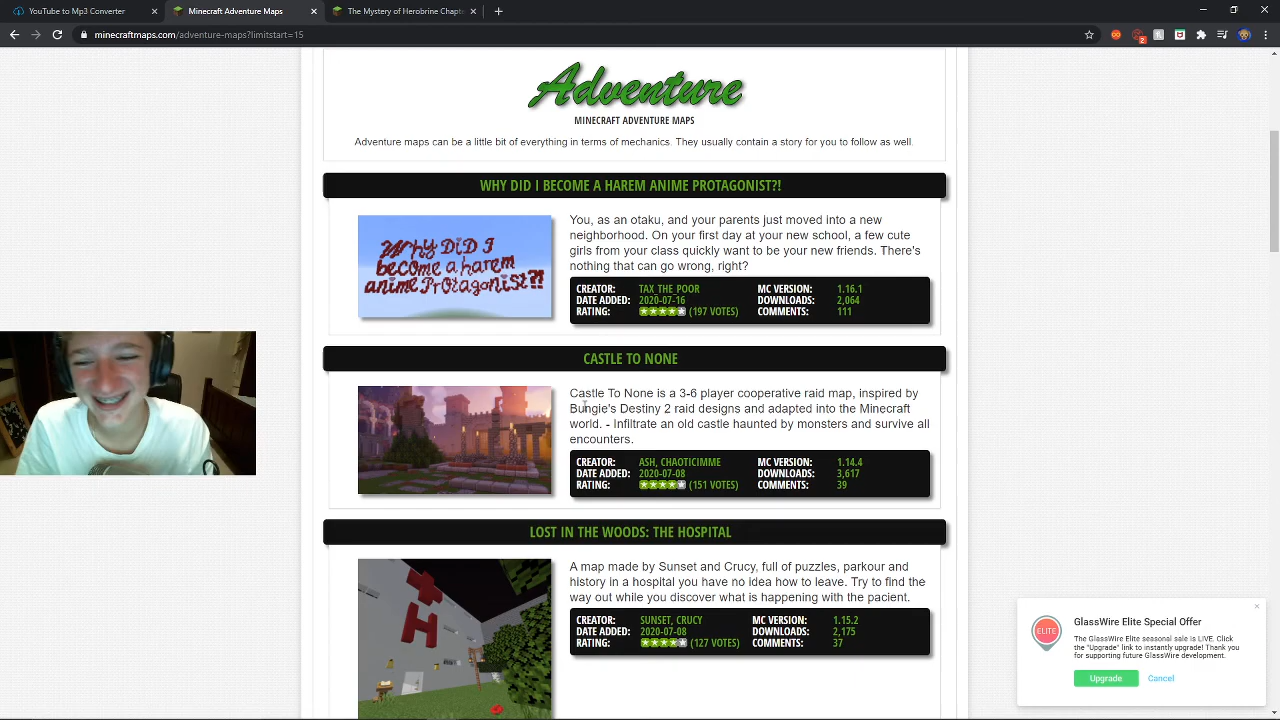 YouTube to Mp3 Converter
Minecraft Adventure Maps
The Mystery of Herobrine Chapte
minecraftmaps.com/adventure-maps?limitstart=15
2
Adventure
MINECRAFT ADVENTURE MAPS
Adventure maps can be a little bit of everything in terms of mechanics. They usually contain a story for you to follow as well.
WHY DID I BECOME A HAREM ANIME PROTAGONIST?!
Why DiD I
become a harem
anime Protagonist?!
You, as an otaku, and your parents just moved into a new
neighborhood. On your first day at your new school, a few cute
girls from your class quickly want to be your new friends. There's
nothing that can go wrong, right?
CREATOR: TAX_THE_POOR MC VERSION: 1.16.1
DATE ADDED: 2020-07-16 DOWNLOADS: 2,064
RATING: (197 VOTES) COMMENTS: 111
CASTLE TO NONE
Castle To None is a 3-6 player cooperative raid map, inspired by
Bungie's Destiny 2 raid designs and adapted into the Minecraft
world. - Infiltrate an old castle haunted by monsters and survive all
encounters.
CREATOR: ASH, CHAOTICIMME MC VERSION: 1.14.4
DATE ADDED: 2020-07-08 DOWNLOADS: 3,617
RATING: (151 VOTES) COMMENTS: 39
LOST IN THE WOODS: THE HOSPITAL
H
A map made by Sunset and Crucy, full of puzzles, parkour and
history in a hospital you have no idea how to leave. Try to find the
way out while you discover what is happening with the pacient.
CREATOR: SUNSET, CRUCY MC VERSION: 1.15.2
DATE ADDED: 2020-07-08 DOWNLOADS: 2,175
RATING: (127 VOTES) COMMENTS: 37
ELITE
GlassWire Elite Special Offer
The GlassWire Elite seasonal sale is LIVE. Click
the "Upgrade" link to instantly upgrade! Thank you
for supporting future GlassWire development.
Upgrade Cancel